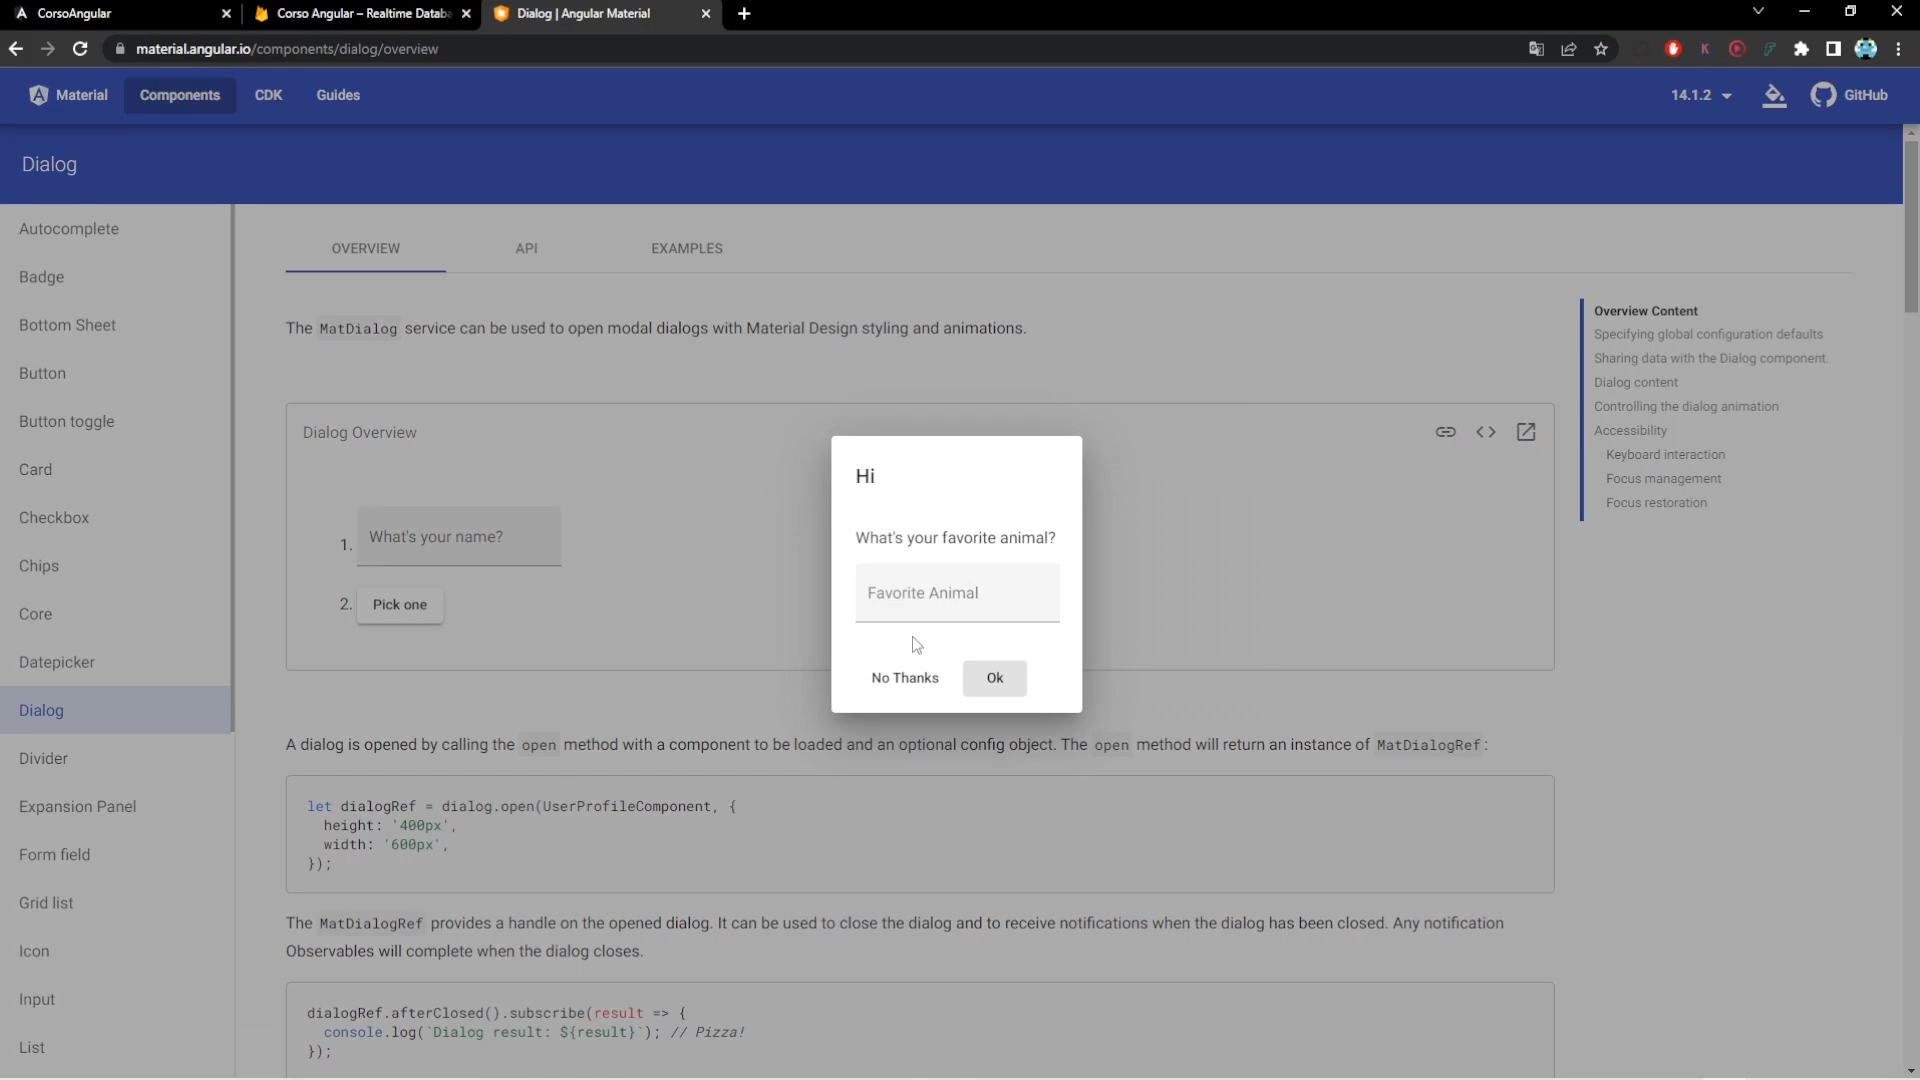 CorsoAngular
Corso Angular – Realtime Databa
Dialog | Angular Material
material.angular.io/components/dialog/overview
Material
Components
CDK
Guides
14.1.2
GitHub
Dialog
Autocomplete
Badge
Bottom Sheet
Button
Button toggle
Card
Checkbox
Chips
Core
Datepicker
Dialog
Divider
Expansion Panel
Form field
Grid list
Icon
Input
List
OVERVIEW
API
EXAMPLES
The MatDialog service can be used to open modal dialogs with Material Design styling and animations.
Dialog Overview
1. What's your name?
2. Pick one
Hi
What's your favorite animal?
Favorite Animal
No Thanks
Ok
A dialog is opened by calling the open method with a component to be loaded and an optional config object. The open method will return an instance of MatDialogRef:
let dialogRef = dialog.open(UserProfileComponent, {
height: '400px',
width: '600px',
});
The MatDialogRef provides a handle on the opened dialog. It can be used to close the dialog and to receive notifications when the dialog has been closed. Any notification
Observables will complete when the dialog closes.
dialogRef.afterClosed().subscribe(result => {
console.log(`Dialog result: ${result}`); // Pizza!
});
Overview Content
Specifying global configuration defaults
Sharing data with the Dialog component.
Dialog content
Controlling the dialog animation
Accessibility
Keyboard interaction
Focus management
Focus restoration